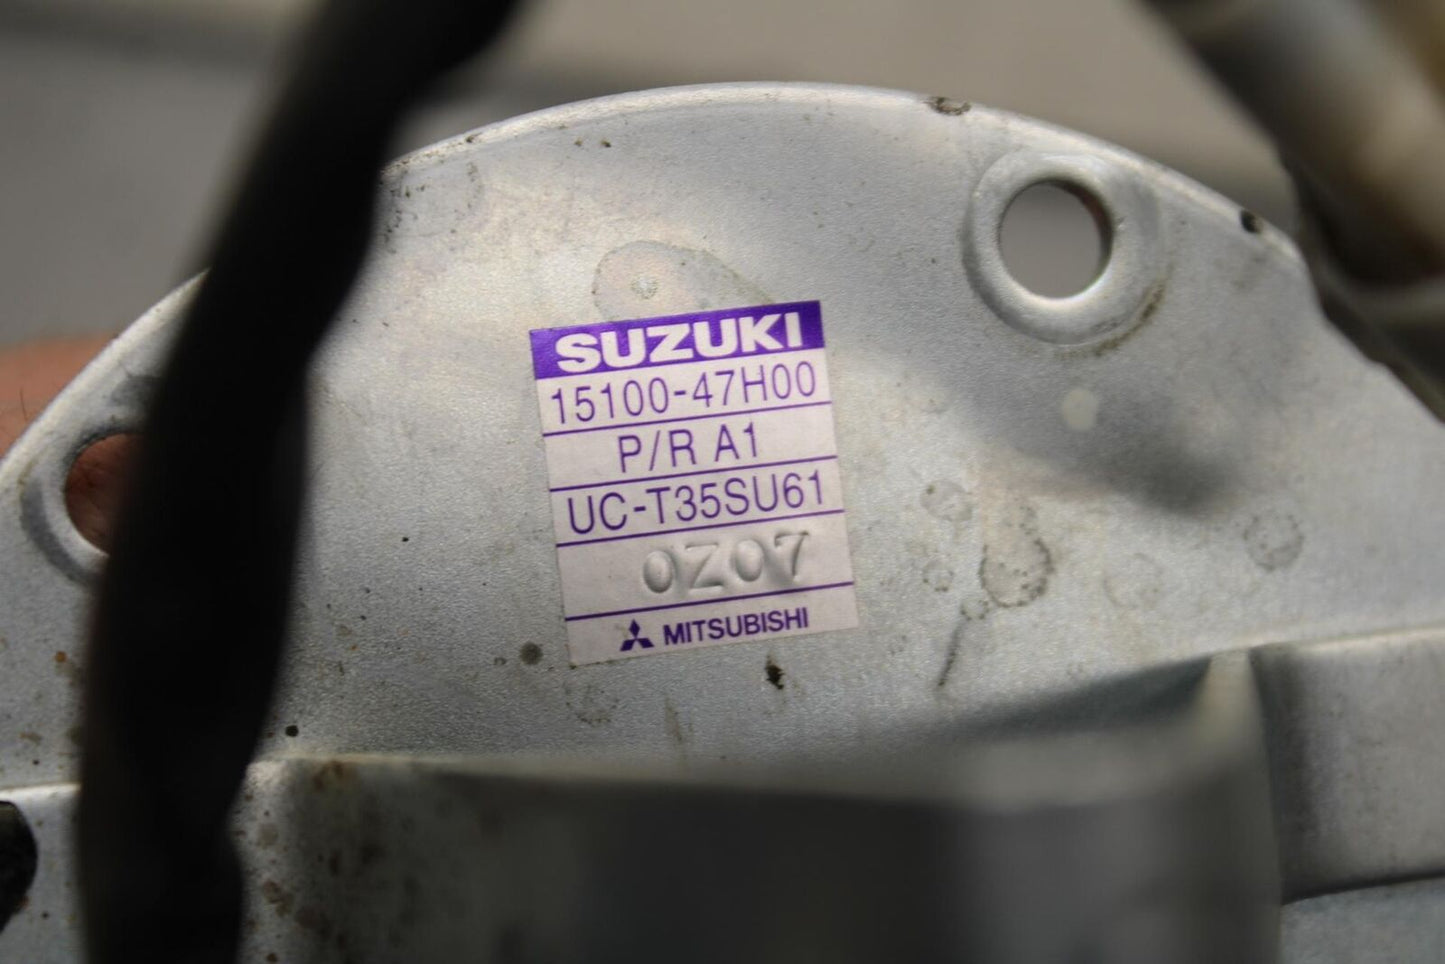 SUZUKI
15100-47H00
P/R A1
UC-T35SU61
0Z07
MITSUBISHI